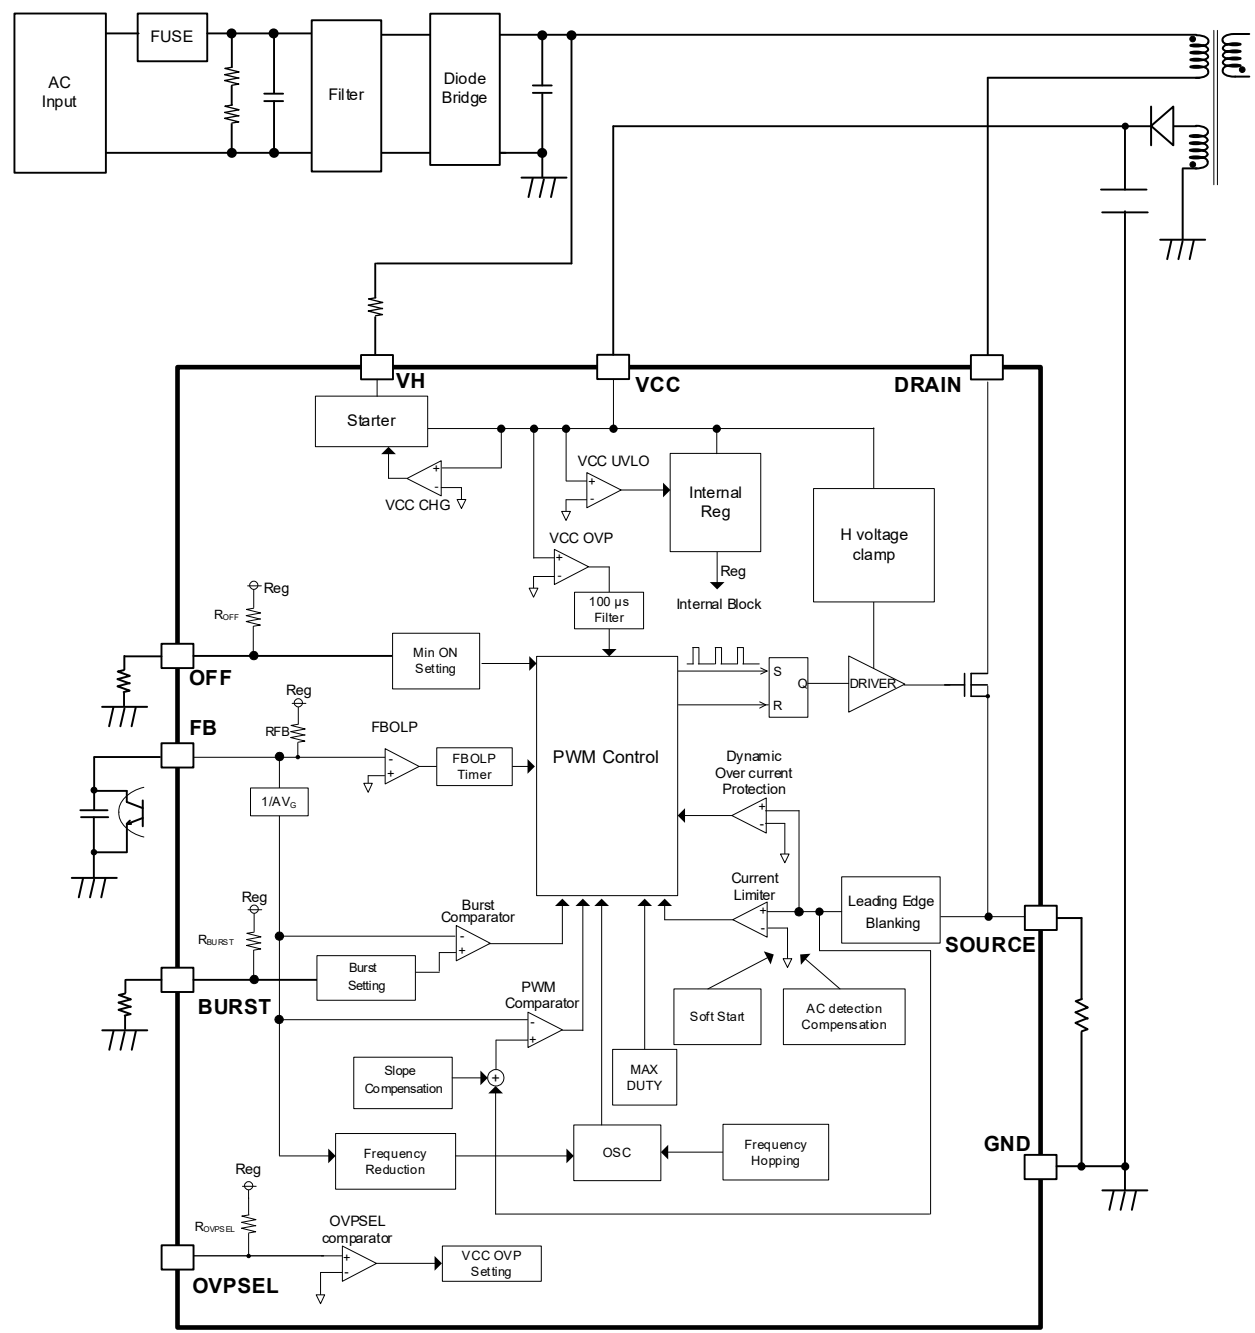 FUSE
AC
Input
Filter
Diode
Bridge
VH
VCC
DRAIN
Starter
VCC CHG
VCC UVLO
Internal
Reg
H voltage
clamp
VCC OVP
Reg
Internal Block
100 μs
Filter
Reg
ROFF
OFF
Min ON
Setting
S
Q
R
DRIVER
Reg
FB
RFB
FBOLP
FBOLP
Timer
PWM Control
Dynamic
Over current
Protection
1/AVG
Current
Limiter
Leading Edge
Blanking
SOURCE
Reg
RBURST
Burst
Comparator
BURST
Burst
Setting
PWM
Comparator
Soft Start
AC detection
Compensation
Slope
Compensation
MAX
DUTY
GND
Frequency
Reduction
OSC
Frequency
Hopping
Reg
ROVPSEL
OVPSEL
comparator
VCC OVP
Setting
OVPSEL